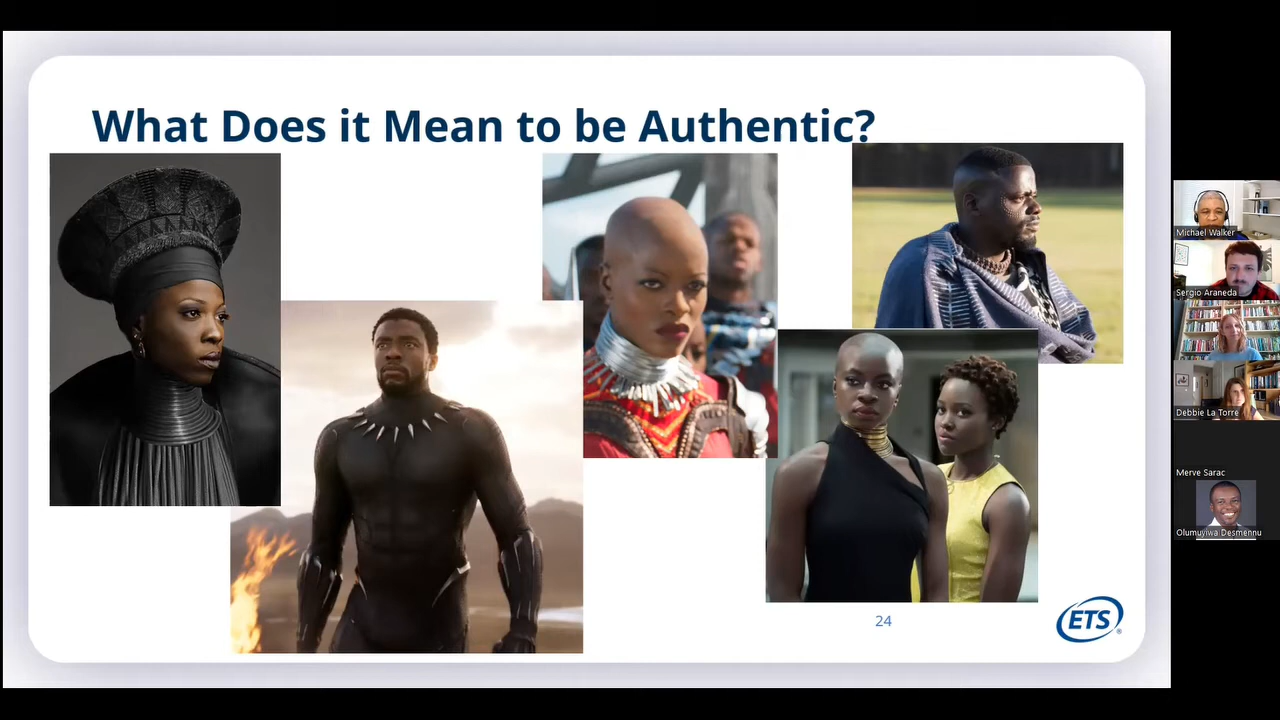 What Does it Mean to be Authentic?
24
ETS
®
Michael Walker
Sergio Araneda
Debbie La Torre
Merve Sarac
Olumuyiwa Desmennu